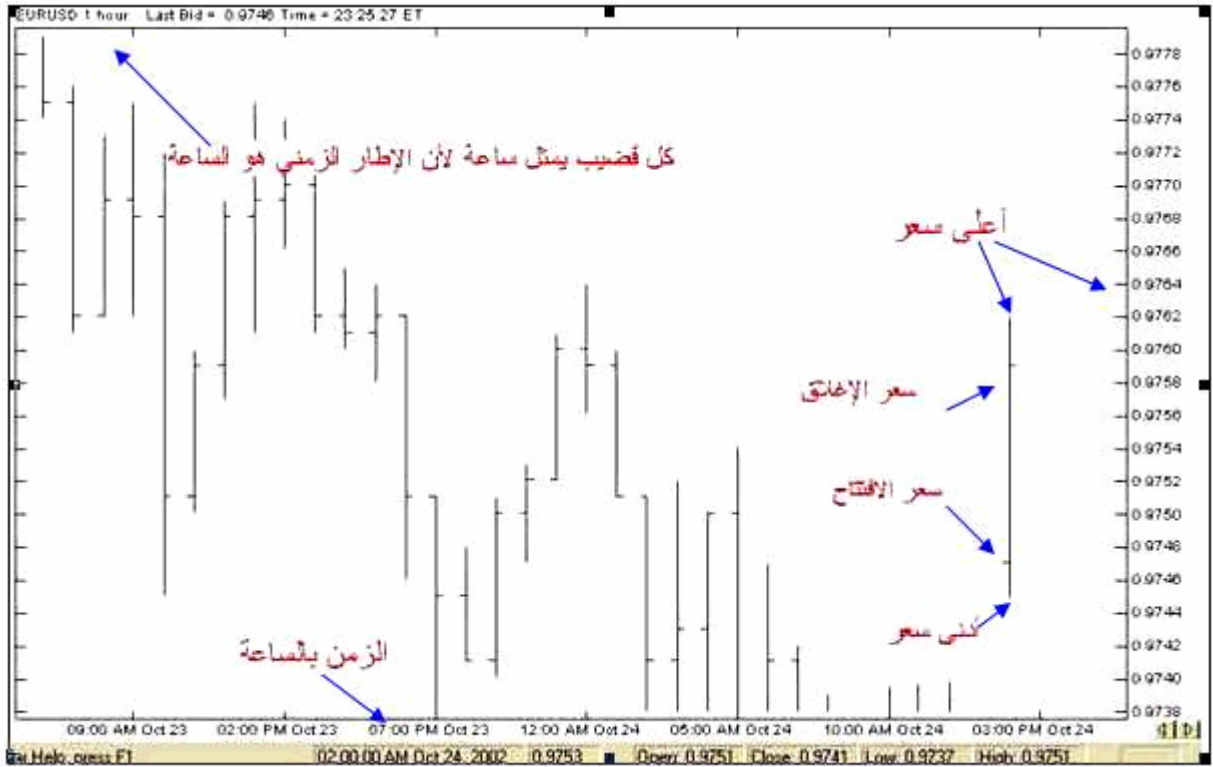 EURUSD 1 hour Last Bid = 0.9746 Time = 23:25:27 ET
0.9778
0.9774
0.9772
كل قضيب يمثل ساعة لأن الإطار الزمني هو الساعة
0.9770
0.9768
أعلى سعر
0.9766
0.9764
0.9762
0.9760
0.9758
سعر الإغائق
0.9756
0.9754
0.9752
سعر الافتتاح
0.9750
0.9748
0.9746
0.9744
أدنى سعر
0.9742
الزمن بالساعة
0.9740
0.9738
09:00 AM Oct 23 02:00 PM Oct 23 07:00 PM Oct 23 12:00 AM Oct 24 05:00 AM Oct 24 10:00 AM Oct 24 03:00 PM Oct 24
Help, press F1 02:00:00 AM Oct 24, 2002 0.9753 Open: 0.9751 Close: 0.9741 Low: 0.9737 High: 0.9751